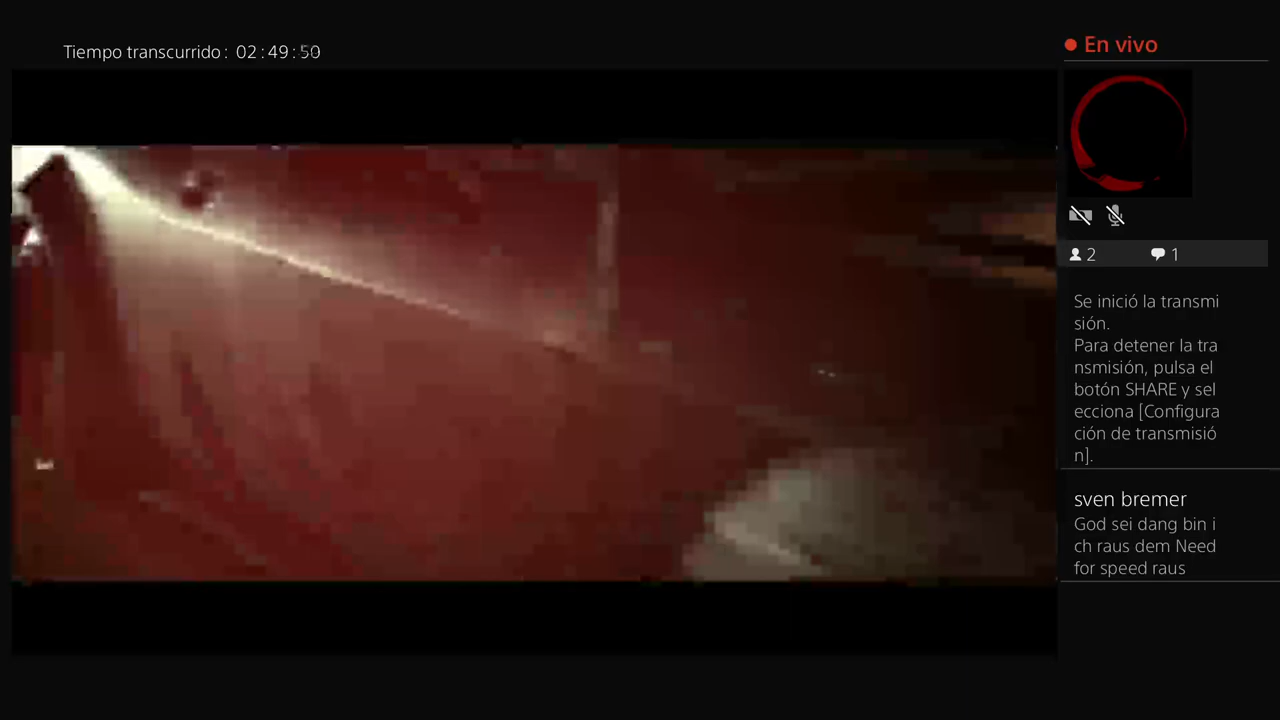 Tiempo transcurrido: 02:49:50
En vivo
2 1
Se inició la transmi
sión.
Para detener la tra
nsmisión, pulsa el
botón SHARE y sel
ecciona [Configura
ción de transmisió
n].
sven bremer
God sei dang bin i
ch raus dem Need
for speed raus